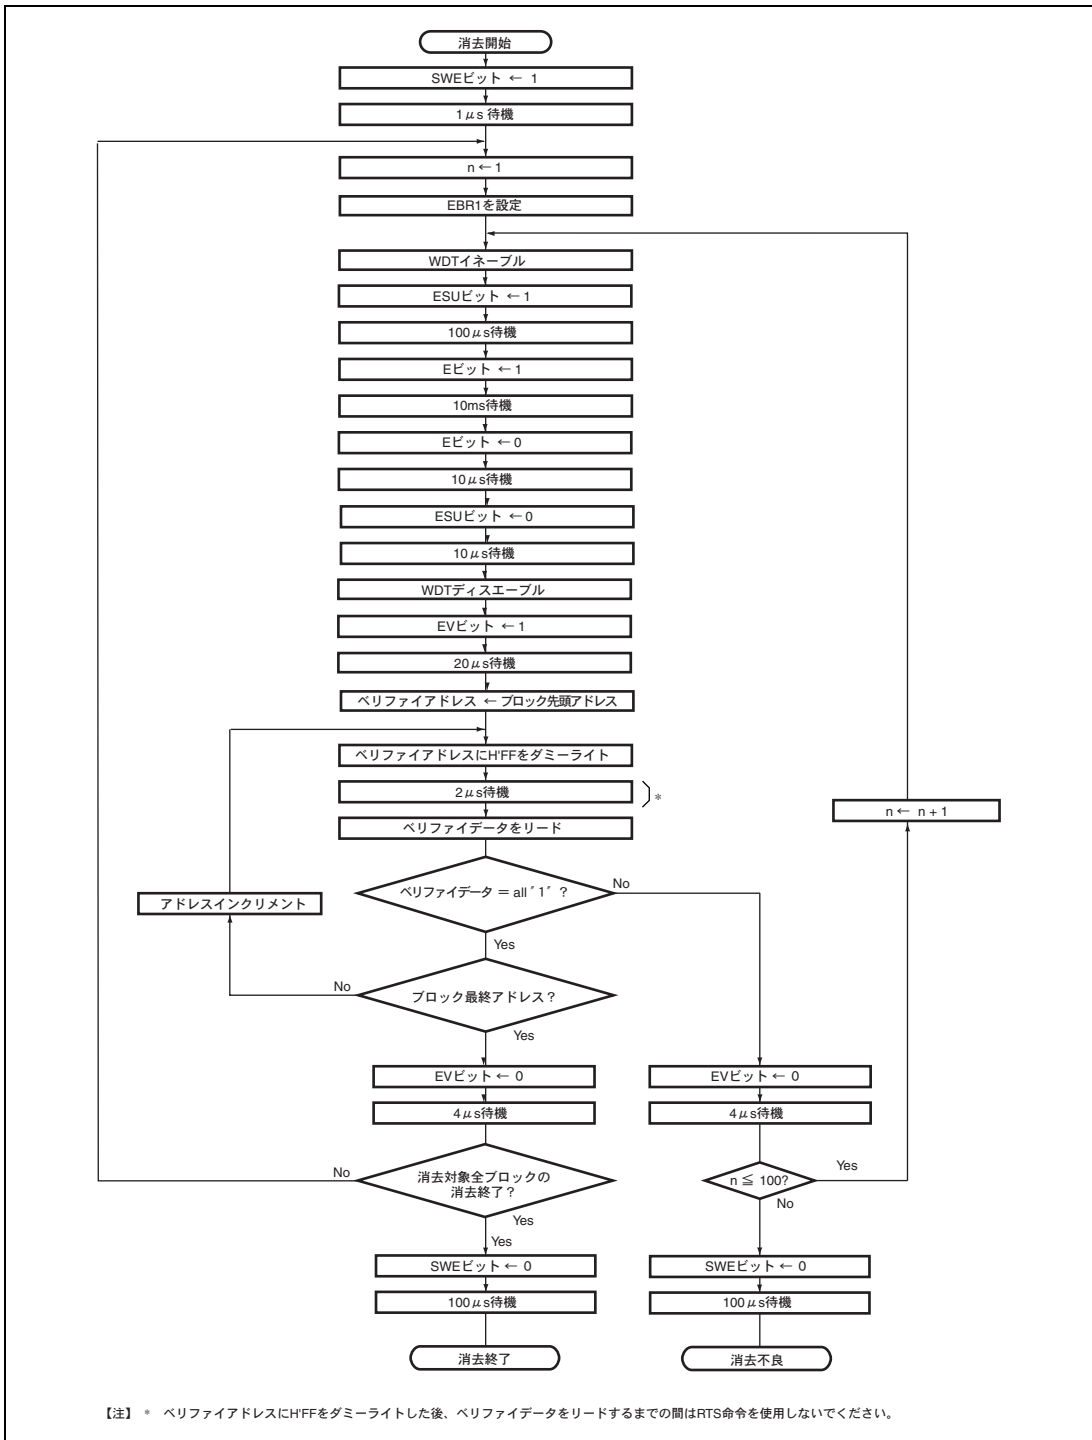 消去開始
SWEビット ← 1
1μs 待機
n ← 1
EBR1を設定
WDTイネーブル
ESUビット ← 1
100μs待機
Eビット ← 1
10ms待機
Eビット ← 0
10μs待機
ESUビット ← 0
10μs待機
WDTディスエーブル
EVビット ← 1
20μs待機
ベリファイアドレス ← ブロック先頭アドレス
ベリファイアドレスにH'FFをダミーライト
2μs待機
*
n ← n + 1
ベリファイデータをリード
ベリファイデータ = all "1" ?
No
アドレスインクリメント
Yes
No
ブロック最終アドレス?
Yes
EVビット ← 0
EVビット ← 0
4μs待機
4μs待機
No
消去対象全ブロックの
消去終了?
Yes
n ≦ 100?
Yes
No
Yes
SWEビット ← 0
SWEビット ← 0
100μs待機
100μs待機
消去終了
消去不良
【注】 * ベリファイアドレスにH'FFをダミーライトした後、ベリファイデータをリードするまでの間はRTS命令を使用しないでください。